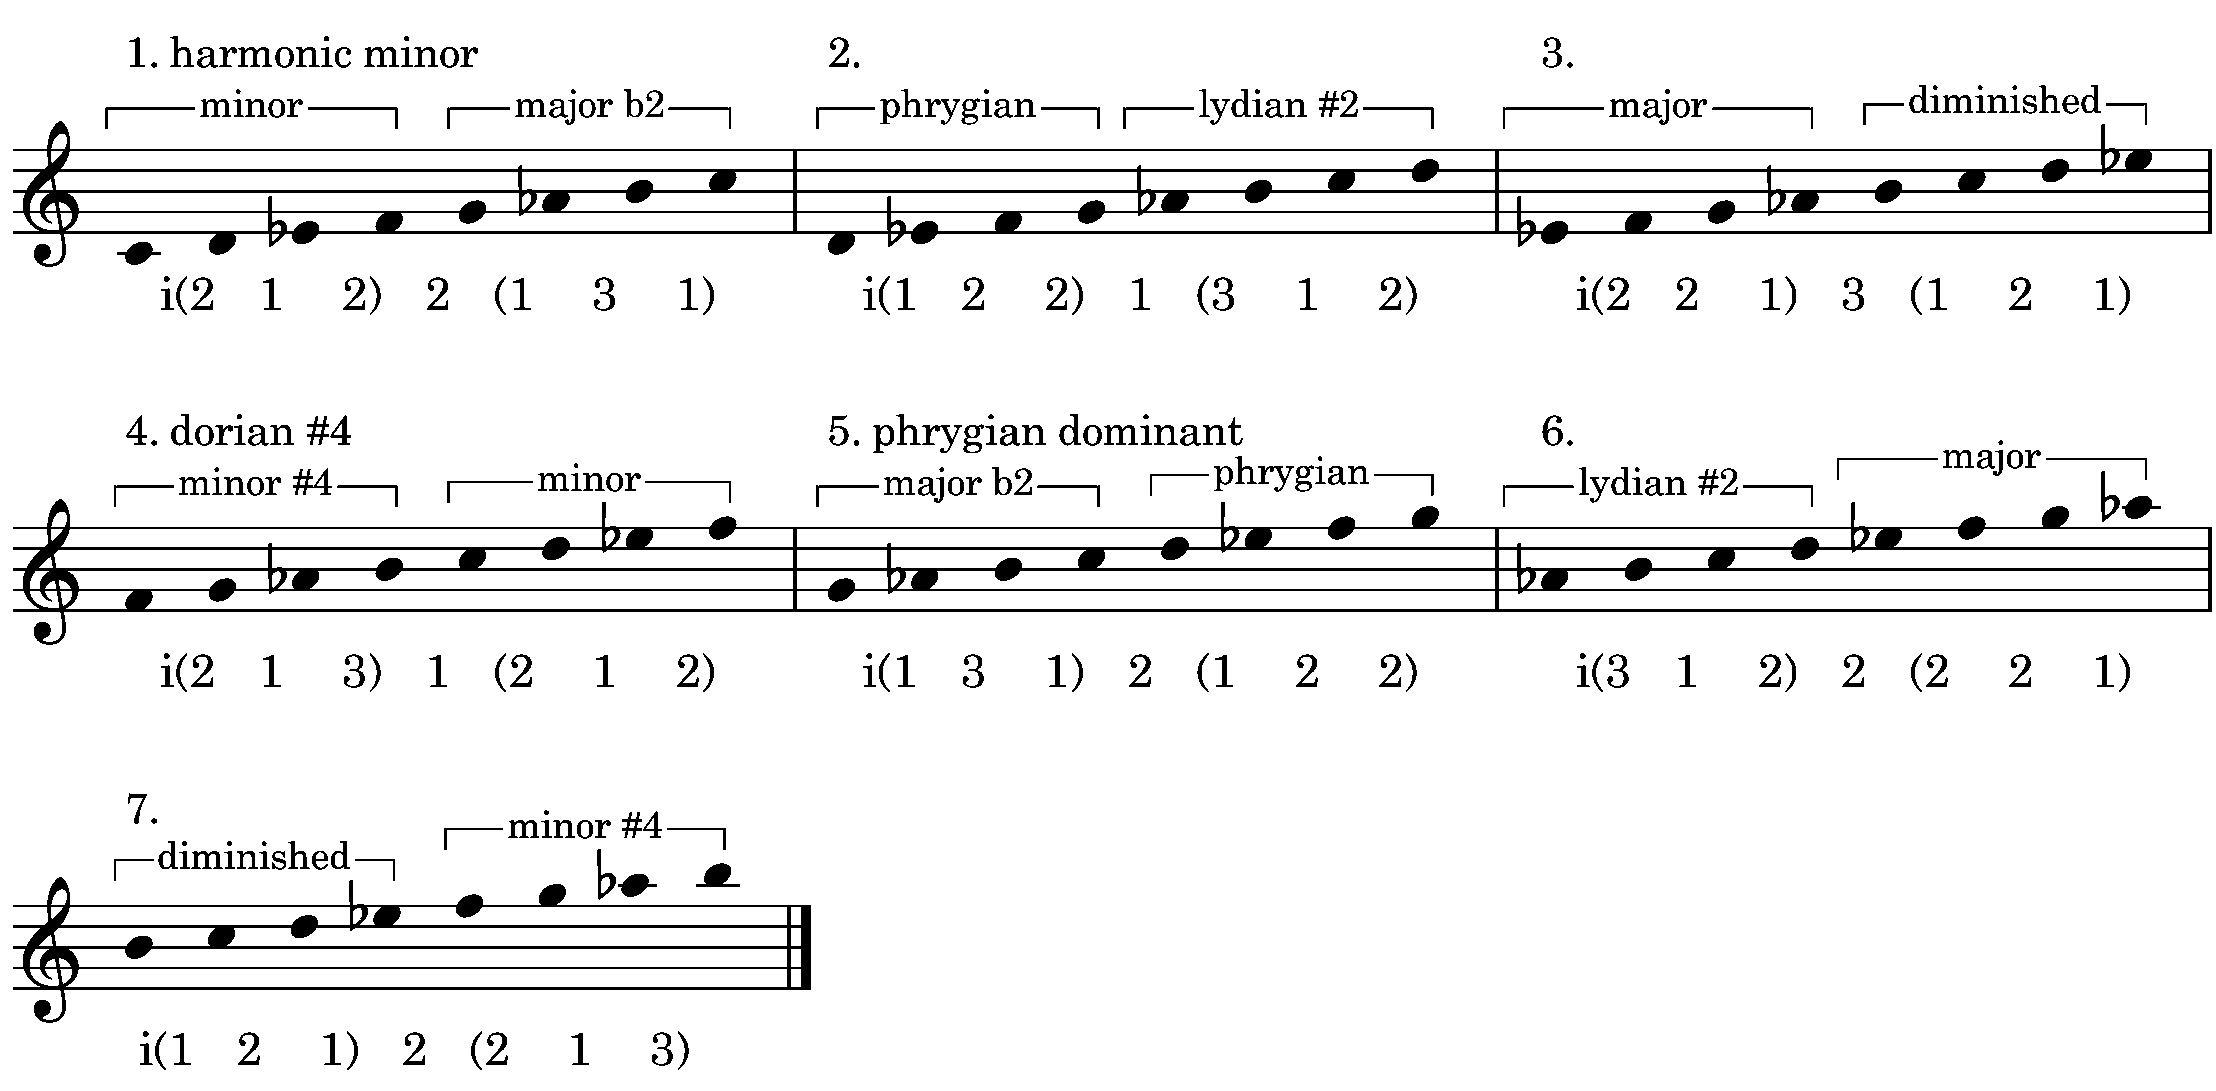 1. harmonic minor 2. 3.
minor major b2 phrygian lydian #2 major diminished
i(2 1 2) 2 (1 3 1) i(1 2 2) 1 (3 1 2) i(2 2 1) 3 (1 2 1)
4. dorian #4 5. phrygian dominant 6.
minor #4 minor major b2 phrygian lydian #2 major
i(2 1 3) 1 (2 1 2) i(1 3 1) 2 (1 2 2) i(3 1 2) 2 (2 2 1)
7.
diminished minor #4
i(1 2 1) 2 (2 1 3)